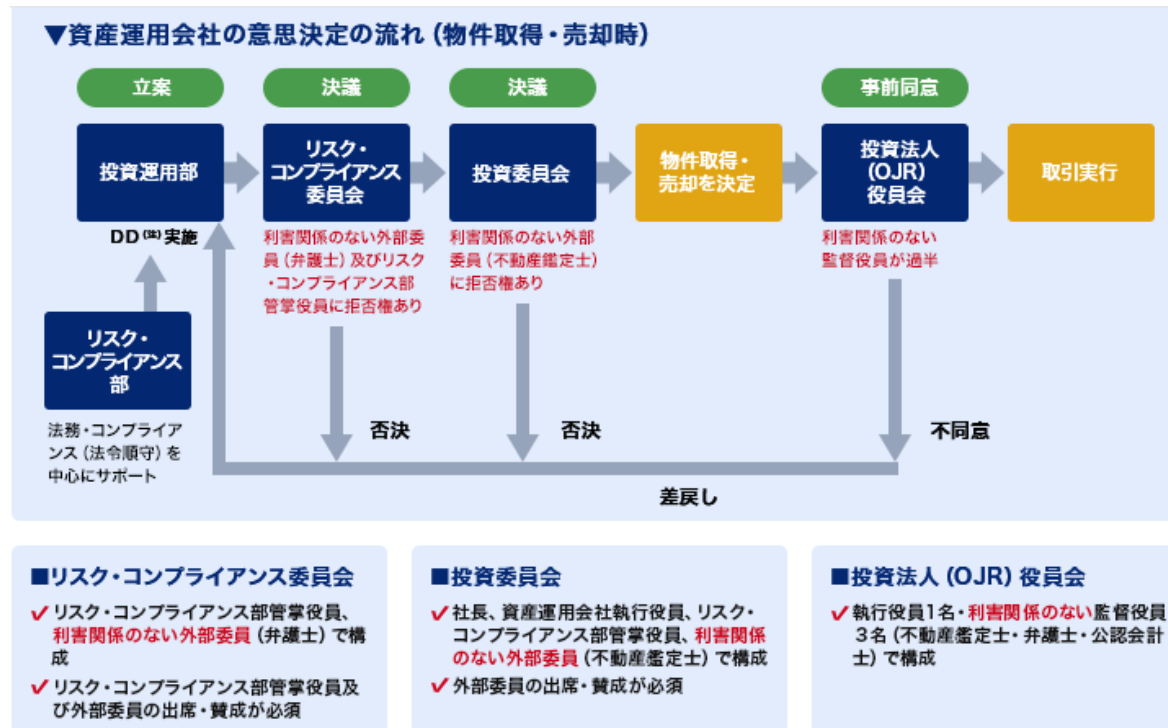 ▼資産運用会社の意思決定の流れ（物件取得・売却時）
立案
決議
決議
事前同意
投資運用部
リスク・
コンプライアンス
委員会
投資委員会
物件取得・
売却を決定
投資法人
(OJR)
役員会
取引実行
DD(注)実施
利害関係のない外部委
員（弁護士）及びリスク
・コンプライアンス部
管掌役員に拒否権あり
利害関係のない外部
委員（不動産鑑定士）
に拒否権あり
利害関係のない
監督役員が過半
リスク・
コンプライアンス
部
法務・コンプライア
ンス（法令順守）を
中心にサポート
否決
否決
不同意
差戻し
■リスク・コンプライアンス委員会
✓リスク・コンプライアンス部管掌役員、
利害関係のない外部委員（弁護士）で構
成
✓リスク・コンプライアンス部管掌役員及
び外部委員の出席・賛成が必須
■投資委員会
✓社長、資産運用会社執行役員、リスク・
コンプライアンス部管掌役員、利害関係
のない外部委員（不動産鑑定士）で構成
✓外部委員の出席・賛成が必須
■投資法人（OJR）役員会
✓執行役員1名・利害関係のない監督役員
3名（不動産鑑定士・弁護士・公認会計
士）で構成